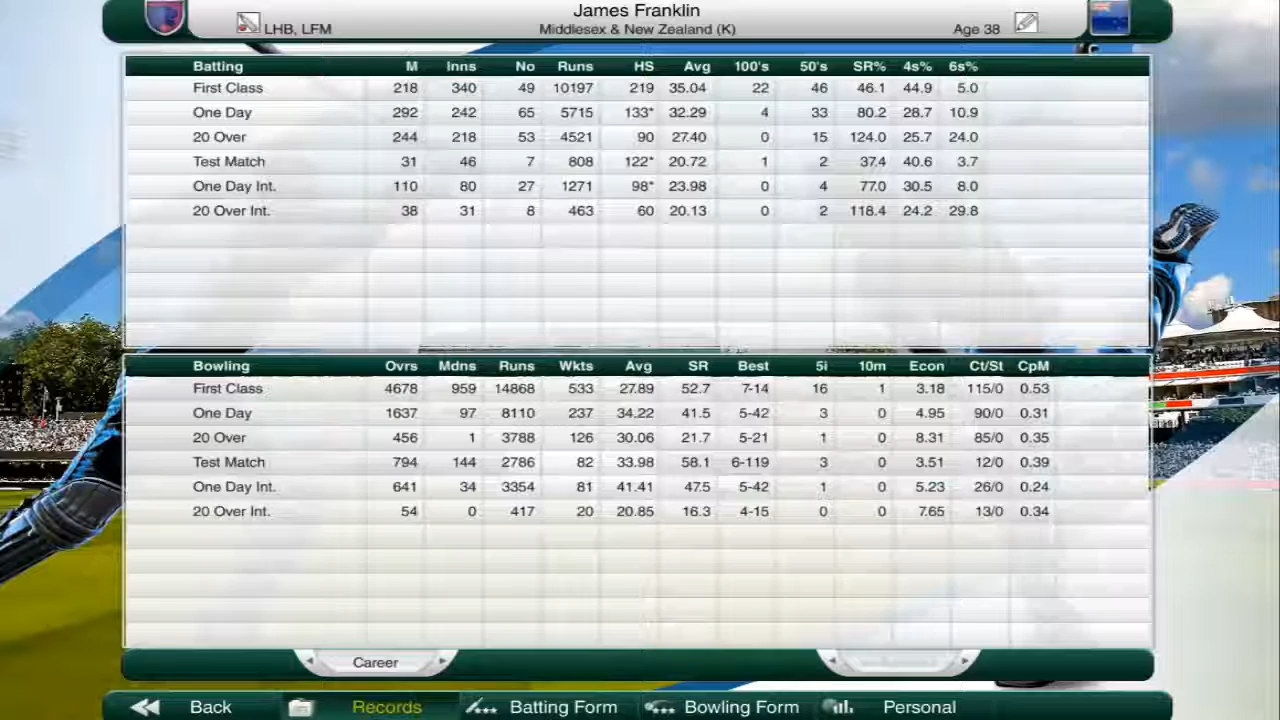 James Franklin
LHB, LFM Middlesex & New Zealand (K) Age 38
Batting M Inns No Runs HS Avg 100's 50's SR% 4s% 6s%
First Class 218 340 49 10197 219 35.04 22 46 46.1 44.9 5.0
One Day 292 242 65 5715 133* 32.29 4 33 80.2 28.7 10.9
20 Over 244 218 53 4521 90 27.40 0 15 124.0 25.7 24.0
Test Match 31 46 7 808 122* 20.72 1 2 37.4 40.6 3.7
One Day Int. 110 80 27 1271 98* 23.98 0 4 77.0 30.5 8.0
20 Over Int. 38 31 8 463 60 20.13 0 2 118.4 24.2 29.8
Bowling Ovrs Mdns Runs Wkts Avg SR Best 5i 10m Econ Ct/St CpM
First Class 4678 959 14868 533 27.89 52.7 7-14 16 1 3.18 115/0 0.53
One Day 1637 97 8110 237 34.22 41.5 5-42 3 0 4.95 90/0 0.31
20 Over 456 1 3788 126 30.06 21.7 5-21 1 0 8.31 85/0 0.35
Test Match 794 144 2786 82 33.98 58.1 6-119 3 0 3.51 12/0 0.39
One Day Int. 641 34 3354 81 41.41 47.5 5-42 1 0 5.23 26/0 0.24
20 Over Int. 54 0 417 20 20.85 16.3 4-15 0 0 7.65 13/0 0.34
Career
Back Records Batting Form Bowling Form Personal